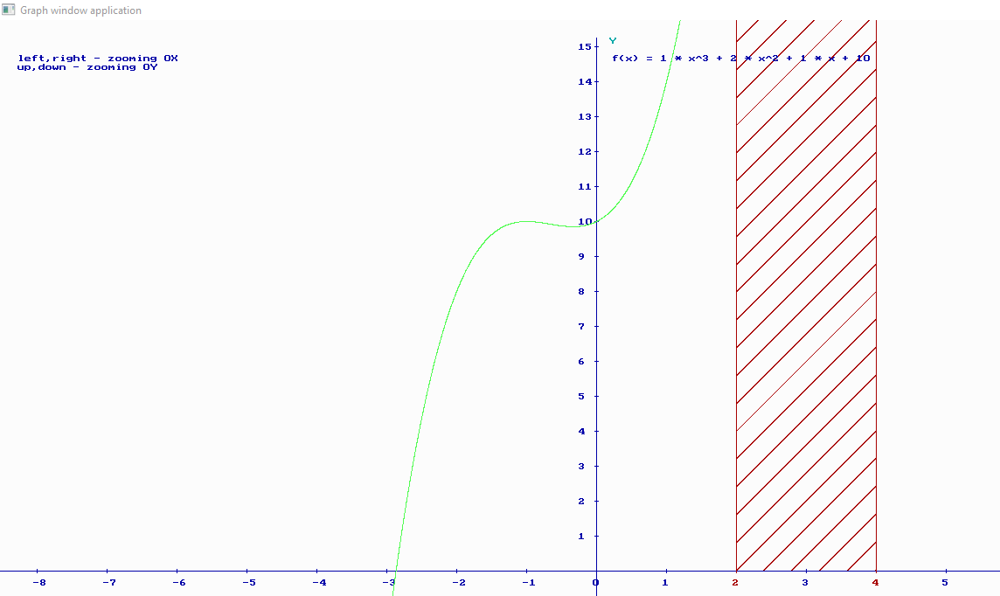 Graph window application
left,right - zooming OX
up,down - zooming OY
Y
f(x) = 1 * x^3 + 2 * x^2 + 1 * x + 10
15
14
13
12
11
10
9
8
7
6
5
4
3
2
1
-8 -7 -6 -5 -4 -3 -2 -1 0 1 2 3 4 5